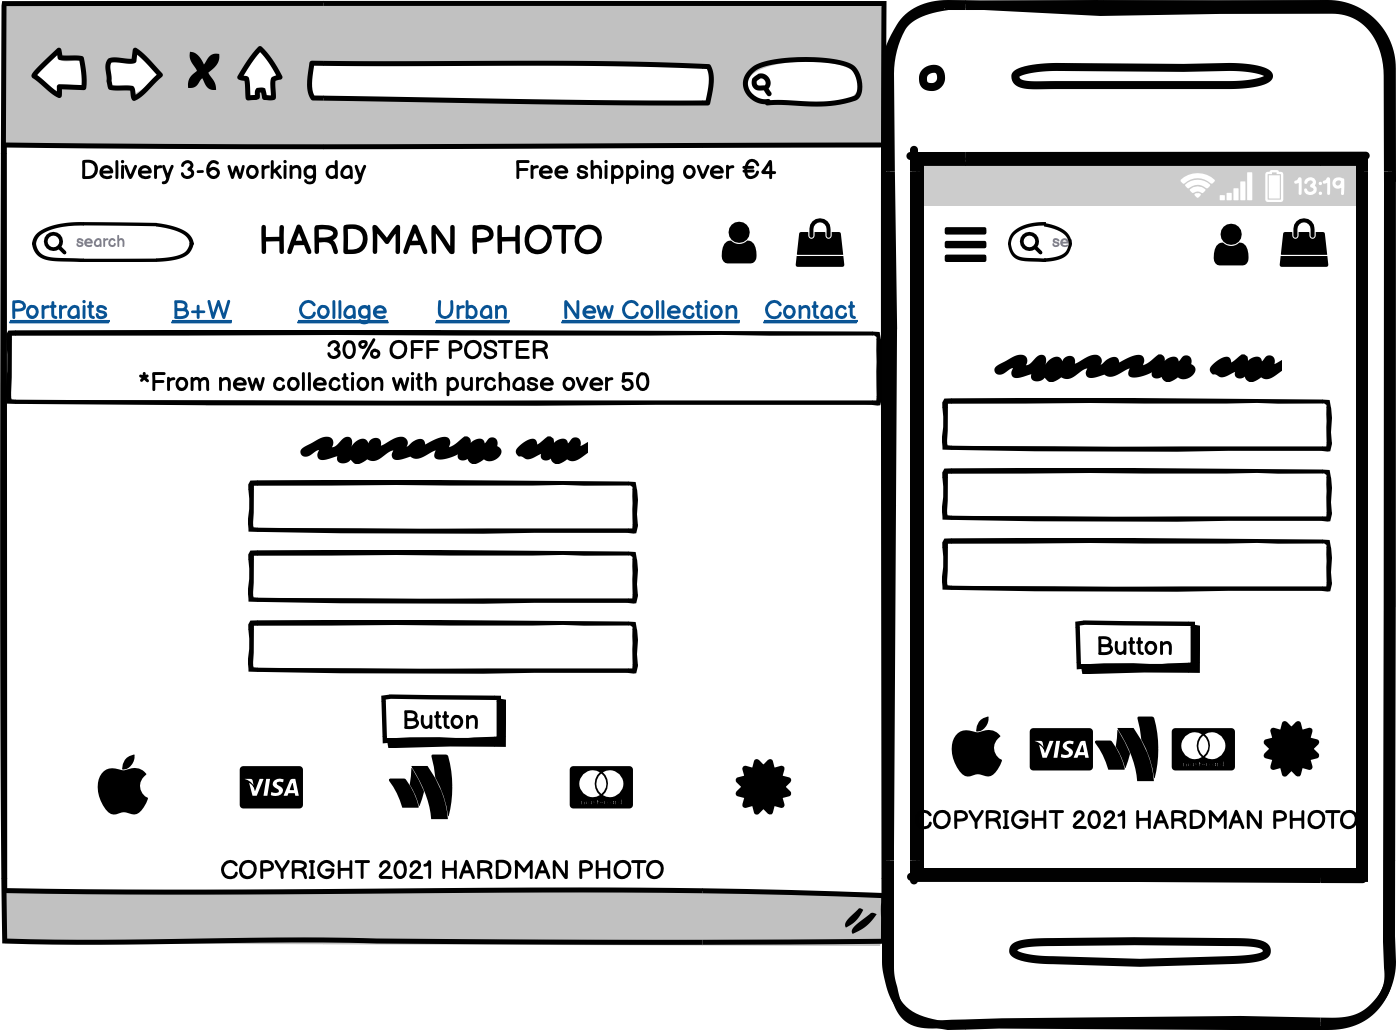 Delivery 3-6 working day
Free shipping over €4
search
HARDMAN PHOTO
Portraits B+W Collage Urban New Collection Contact
30% OFF POSTER
*From new collection with purchase over 50
Button
VISA
COPYRIGHT 2021 HARDMAN PHOTO
13:19
se
Button
VISA
COPYRIGHT 2021 HARDMAN PHOTO